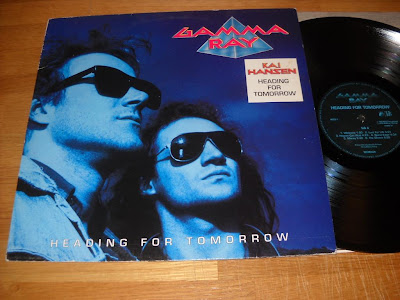 GAMMA
RAY
KAI
HANSEN
HEADING
FOR
TOMORROW
HEADING FOR TOMORROW
GAMMA
RAY
HEADING FOR TOMORROW